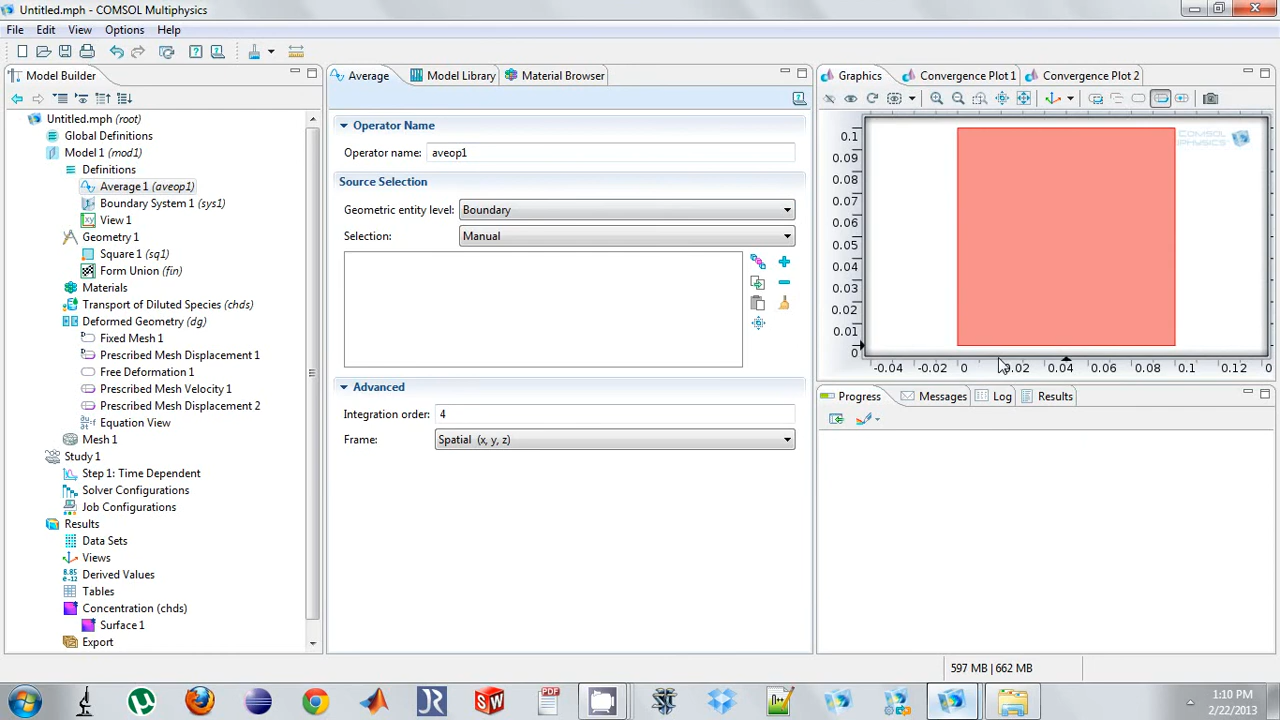 Untitled.mph - COMSOL Multiphysics
File Edit View Options Help
Model Builder
Untitled.mph (root)
Global Definitions
Model 1 (mod1)
Definitions
Average 1 (aveop1)
Boundary System 1 (sys1)
View 1
Geometry 1
Square 1 (sq1)
Form Union (fin)
Materials
Transport of Diluted Species (chds)
Deformed Geometry (dg)
Fixed Mesh 1
Prescribed Mesh Displacement 1
Free Deformation 1
Prescribed Mesh Velocity 1
Prescribed Mesh Displacement 2
Equation View
Mesh 1
Study 1
Step 1: Time Dependent
Solver Configurations
Job Configurations
Results
Data Sets
Views
Derived Values
Tables
Concentration (chds)
Surface 1
Export
Average Model Library Material Browser
Operator Name
Operator name: aveop1
Source Selection
Geometric entity level: Boundary
Selection: Manual
Advanced
Integration order: 4
Frame: Spatial (x, y, z)
Graphics Convergence Plot 1 Convergence Plot 2
COMSOL
0.1
0.09
0.08
0.07
0.06
0.05
0.04
0.03
0.02
0.01
0
-0.04 -0.02 0 0.02 0.04 0.06 0.08 0.1 0.12 0
Progress Messages Log Results
597 MB | 662 MB
1:10 PM
2/22/2013